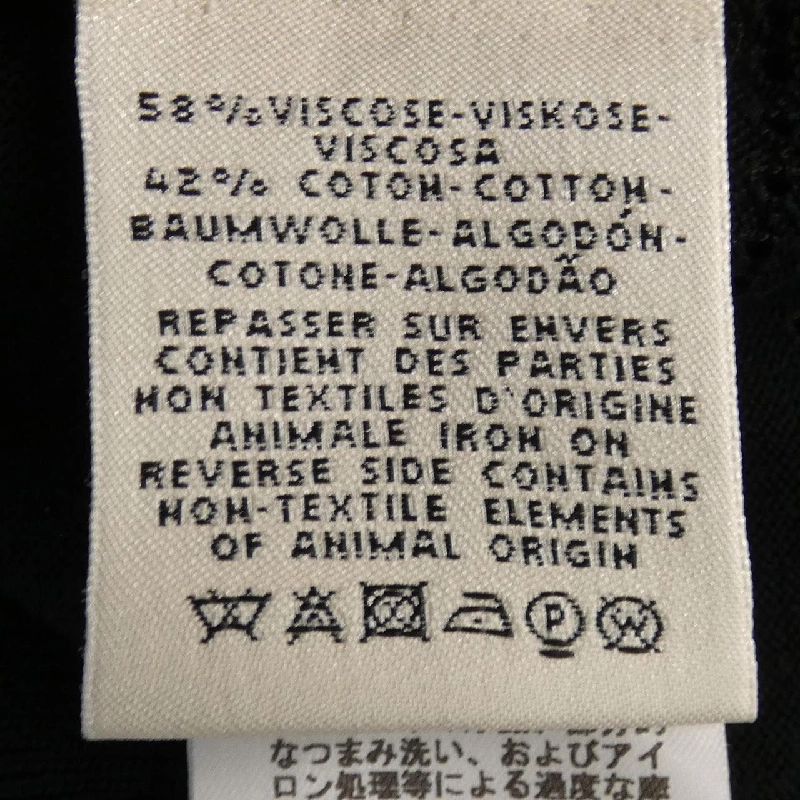 58%VISCOSE-VISKOSE-
VISCOSA
42% COTON-COTTON-
BAUMWOLLE-ALGODÓN-
COTONE-ALGODÃO
REPASSER SUR ENVERS
CONTIENT DES PARTIES
NON TEXTILES D'ORIGINE
ANIMALE IRON ON
REVERSE SIDE CONTAINS
NON-TEXTILE ELEMENTS
OF ANIMAL ORIGIN
P W
なつまみ洗い、およびアイ
ロン処理等による過度な摩